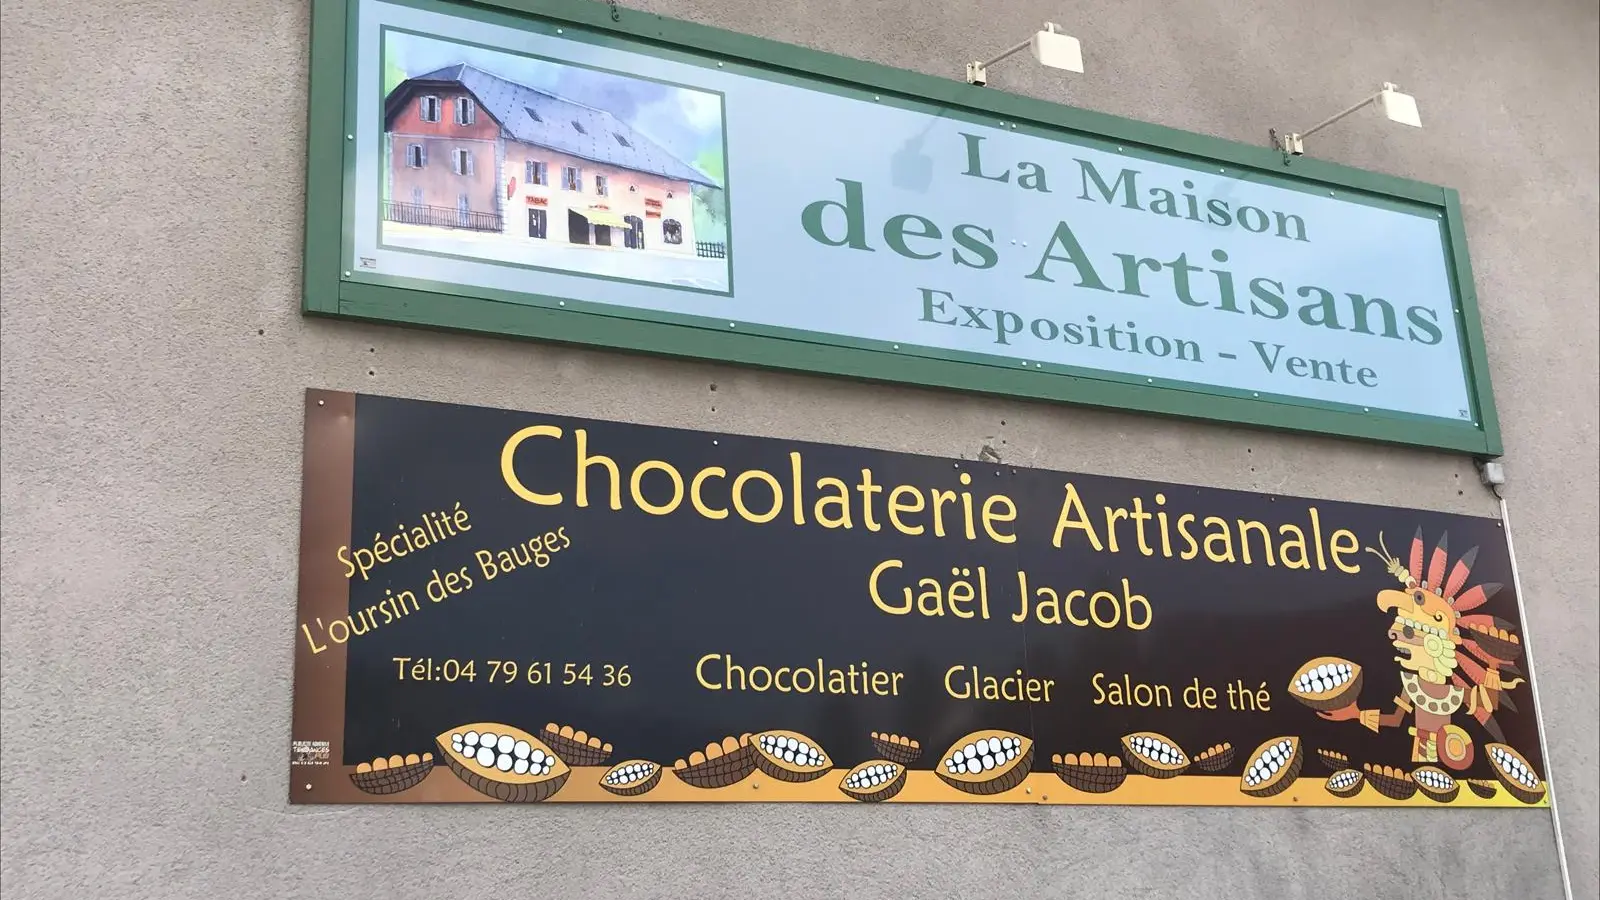 La Maison
des Artisans
Exposition - Vente
TABAC
Chocolaterie Artisanale
Gaël Jacob
Spécialité
L'oursin des Bauges
Tél:04 79 61 54 36
Chocolatier Glacier Salon de thé